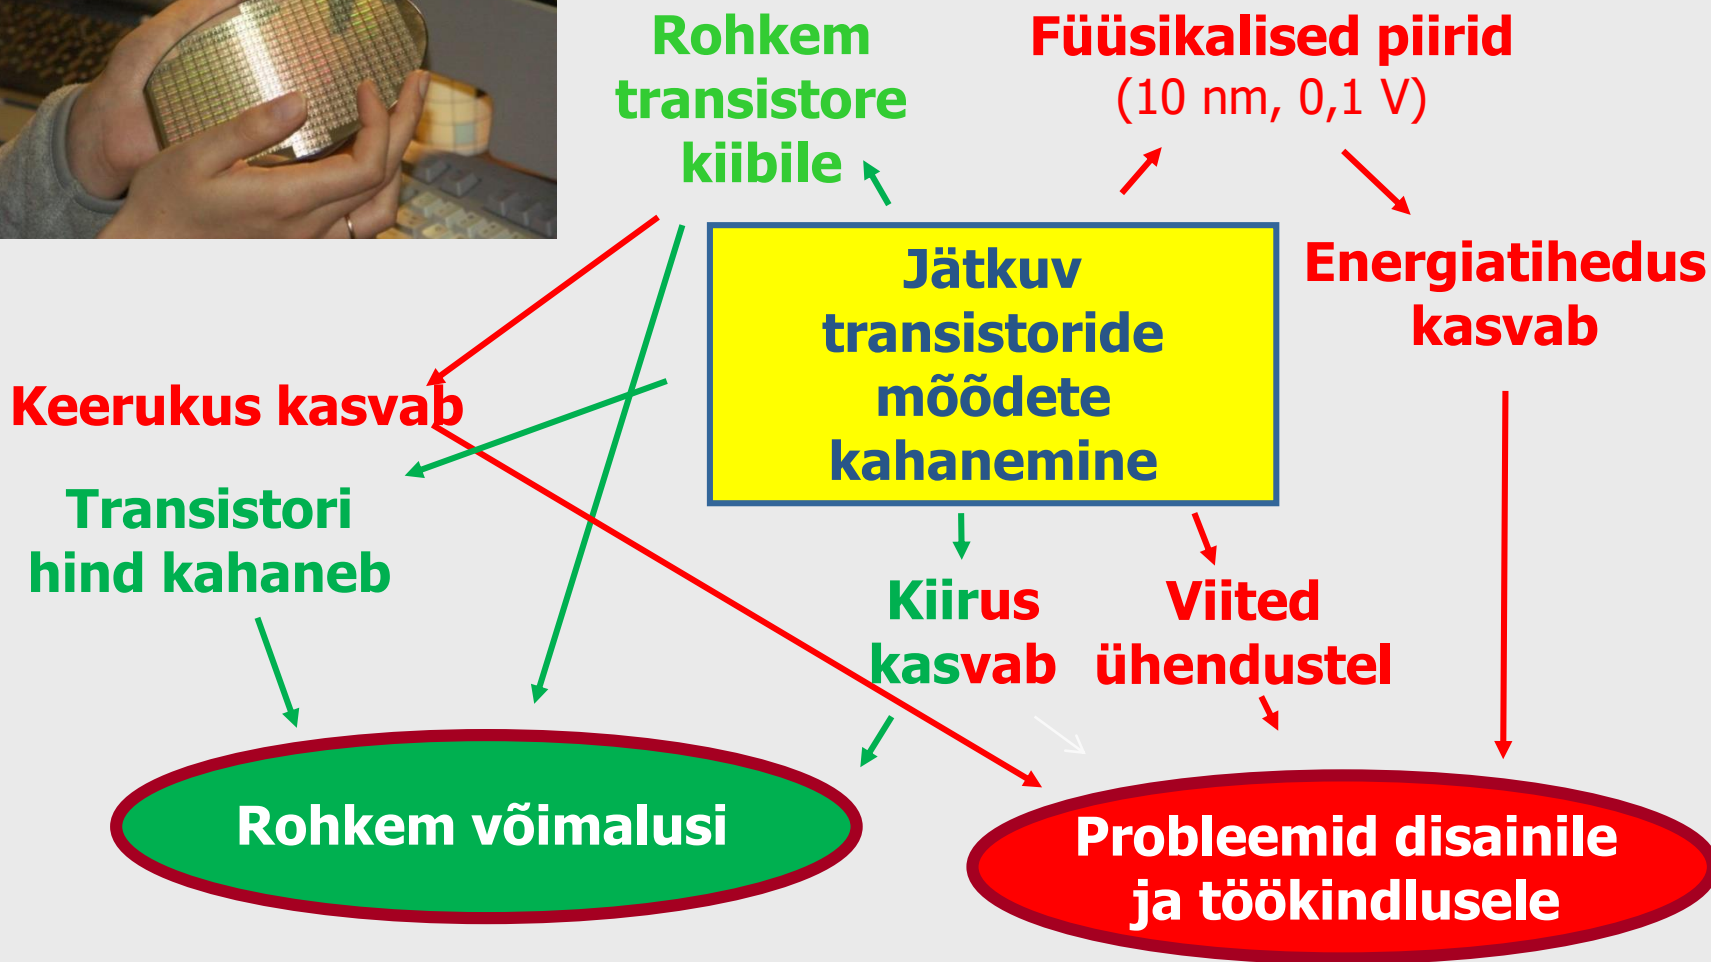 Rohkem
transistore
kiibile
Füüsikalised piirid
(10 nm, 0,1 V)
Jätkuv
transistoride
mõõdete
kahanemine
Energiatihedus
kasvab
Keerukus kasvab
Transistori
hind kahaneb
Kiirus
kasvab
Viited
ühendustel
Rohkem võimalusi
Probleemid disainile
ja töökindlusele